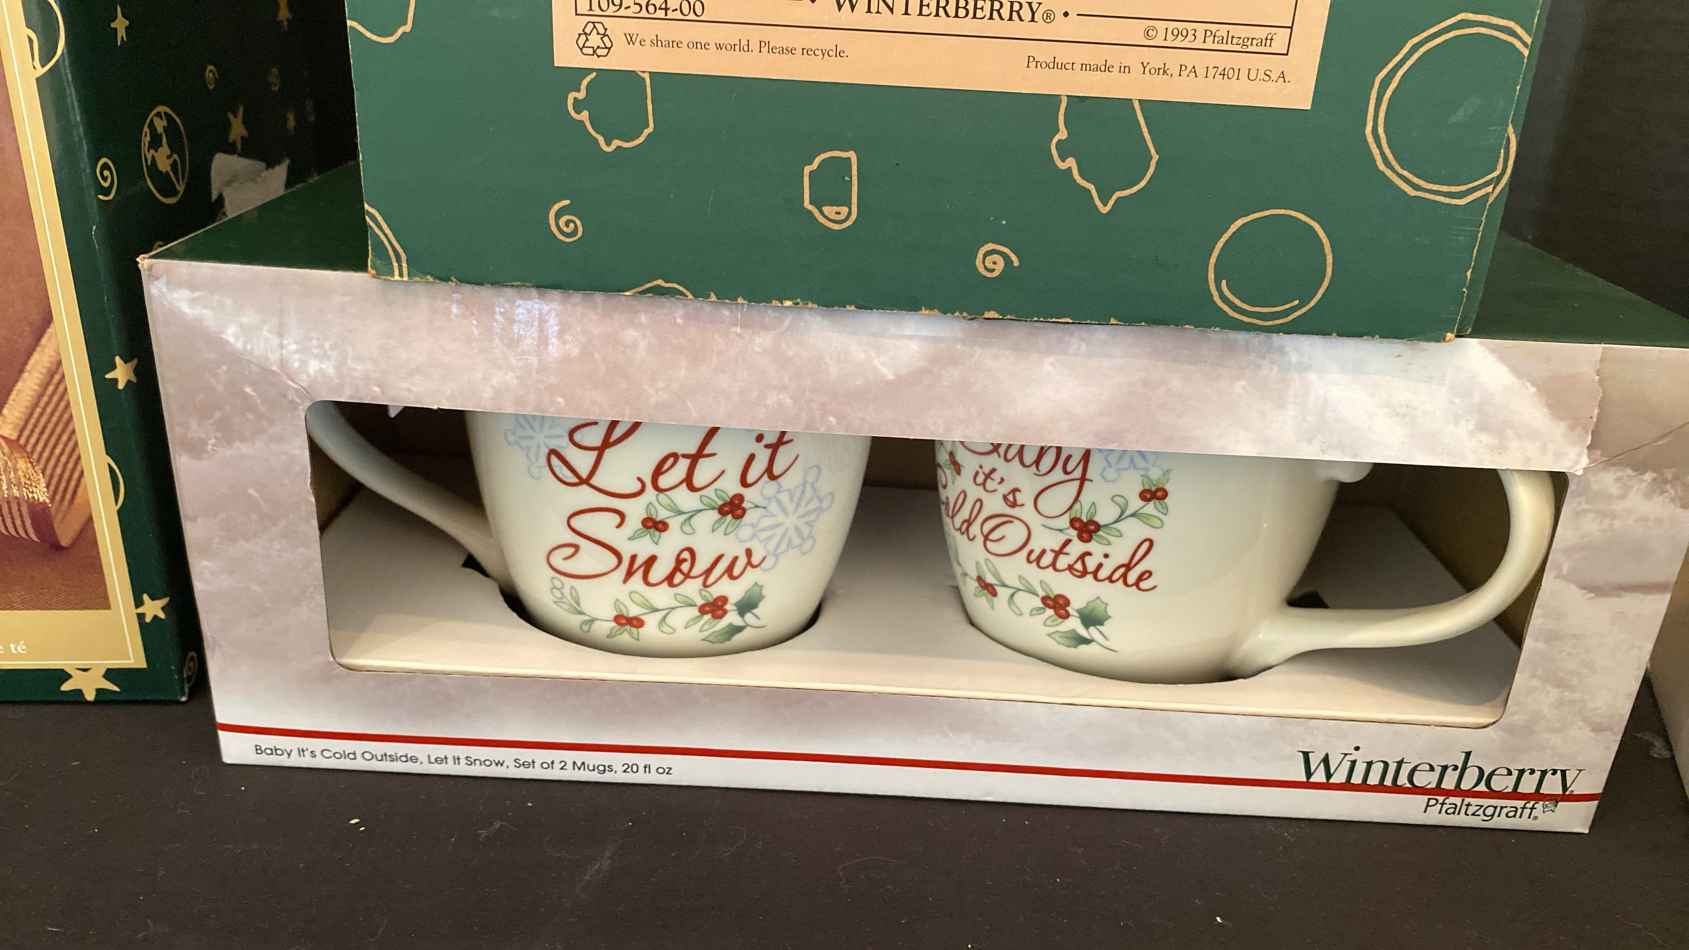 109-564-00
WINTERBERRY® •
© 1993 Pfaltzgraff
We share one world. Please recycle.
Product made in York, PA 17401 U.S.A.
té
Let it
Snow
Baby
it's
Outside
Baby It's Cold Outside, Let It Snow, Set of 2 Mugs, 20 fl oz
Winterberry
Pfaltzgraff®